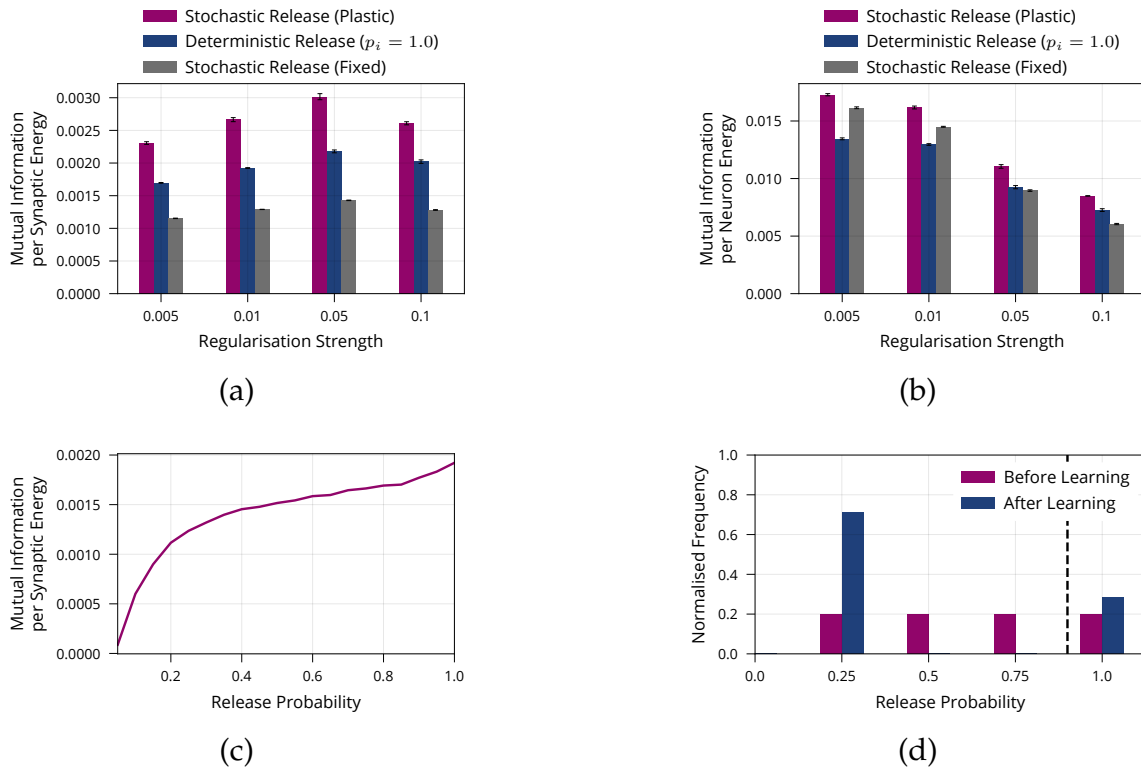 Stochastic Release (Plastic)
Deterministic Release (p_i = 1.0)
Stochastic Release (Fixed)
Mutual Information
per Synaptic Energy
0.0030
0.0025
0.0020
0.0015
0.0010
0.0005
0.0000
0.005 0.01 0.05 0.1
Regularisation Strength
(a)
Stochastic Release (Plastic)
Deterministic Release (p_i = 1.0)
Stochastic Release (Fixed)
Mutual Information
per Neuron Energy
0.015
0.010
0.005
0.000
0.005 0.01 0.05 0.1
Regularisation Strength
(b)
Mutual Information
per Synaptic Energy
0.0020
0.0015
0.0010
0.0005
0.0000
0.2 0.4 0.6 0.8 1.0
Release Probability
(c)
Normalised Frequency
1.0
0.8
0.6
0.4
0.2
0.0
Before Learning
After Learning
0.0 0.25 0.5 0.75 1.0
Release Probability
(d)